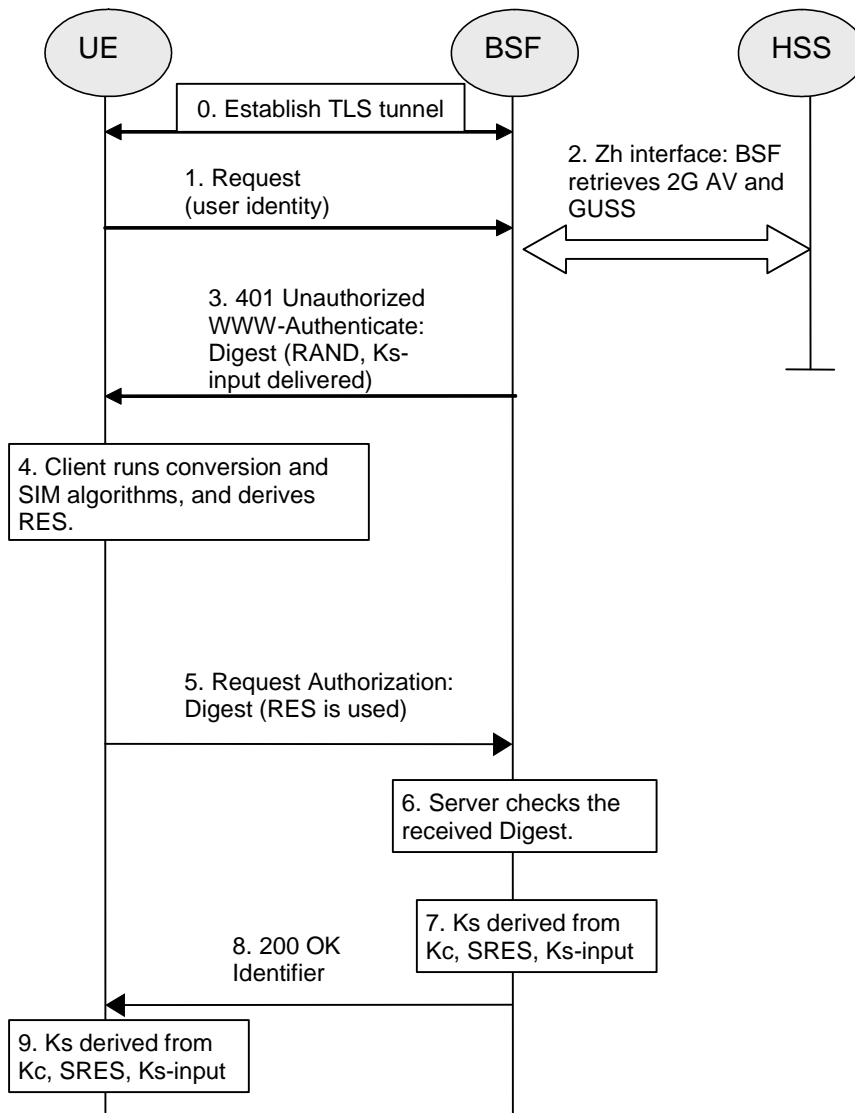 UE
BSF
HSS
0. Establish TLS tunnel
1. Request
(user identity)
2. Zh interface: BSF
retrieves 2G AV and
GUSS
3. 401 Unauthorized
WWW-Authenticate:
Digest (RAND, Ks-
input delivered)
4. Client runs conversion and
SIM algorithms, and derives
RES.
5. Request Authorization:
Digest (RES is used)
6. Server checks the
received Digest.
7. Ks derived from
Kc, SRES, Ks-input
8. 200 OK
Identifier
9. Ks derived from
Kc, SRES, Ks-input